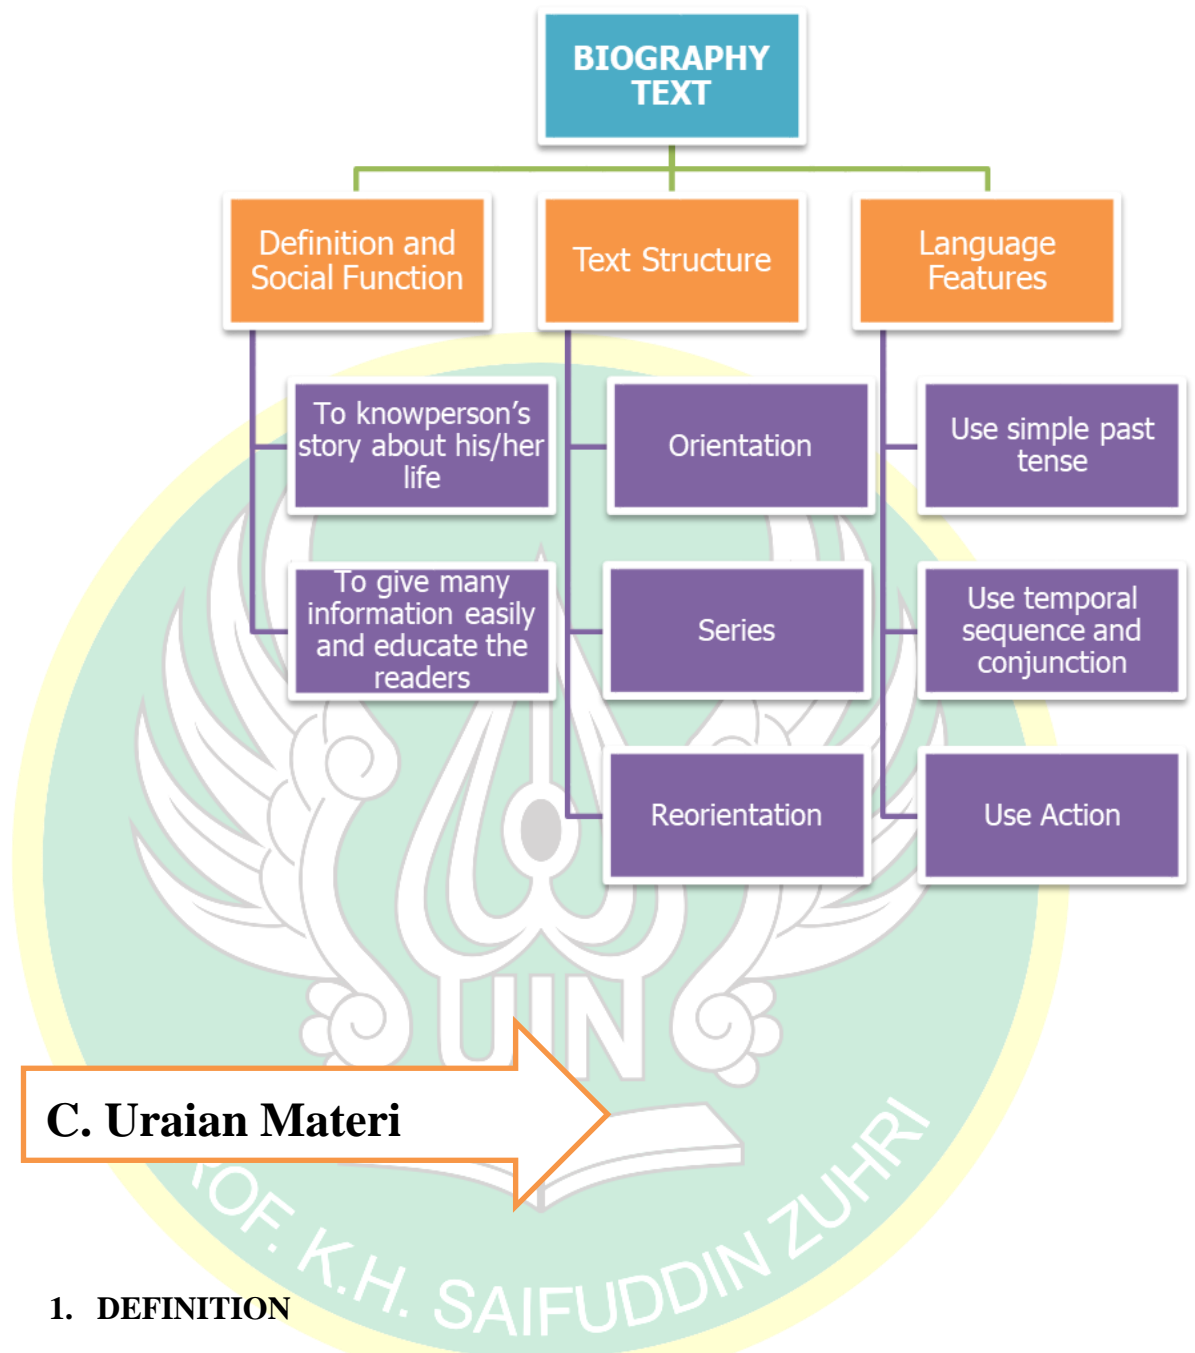 BIOGRAPHY
TEXT
Definition and
Social Function
To knowperson's
story about his/her
life
To give many
information easily
and educate the
readers
Text Structure
Orientation
Series
Reorientation
Language
Features
Use simple past
tense
Use temporal
sequence and
conjunction
Use Action
UIN
C. Uraian Materi
PROF. K.H. SAIFUDDIN ZUHRI
1. DEFINITION